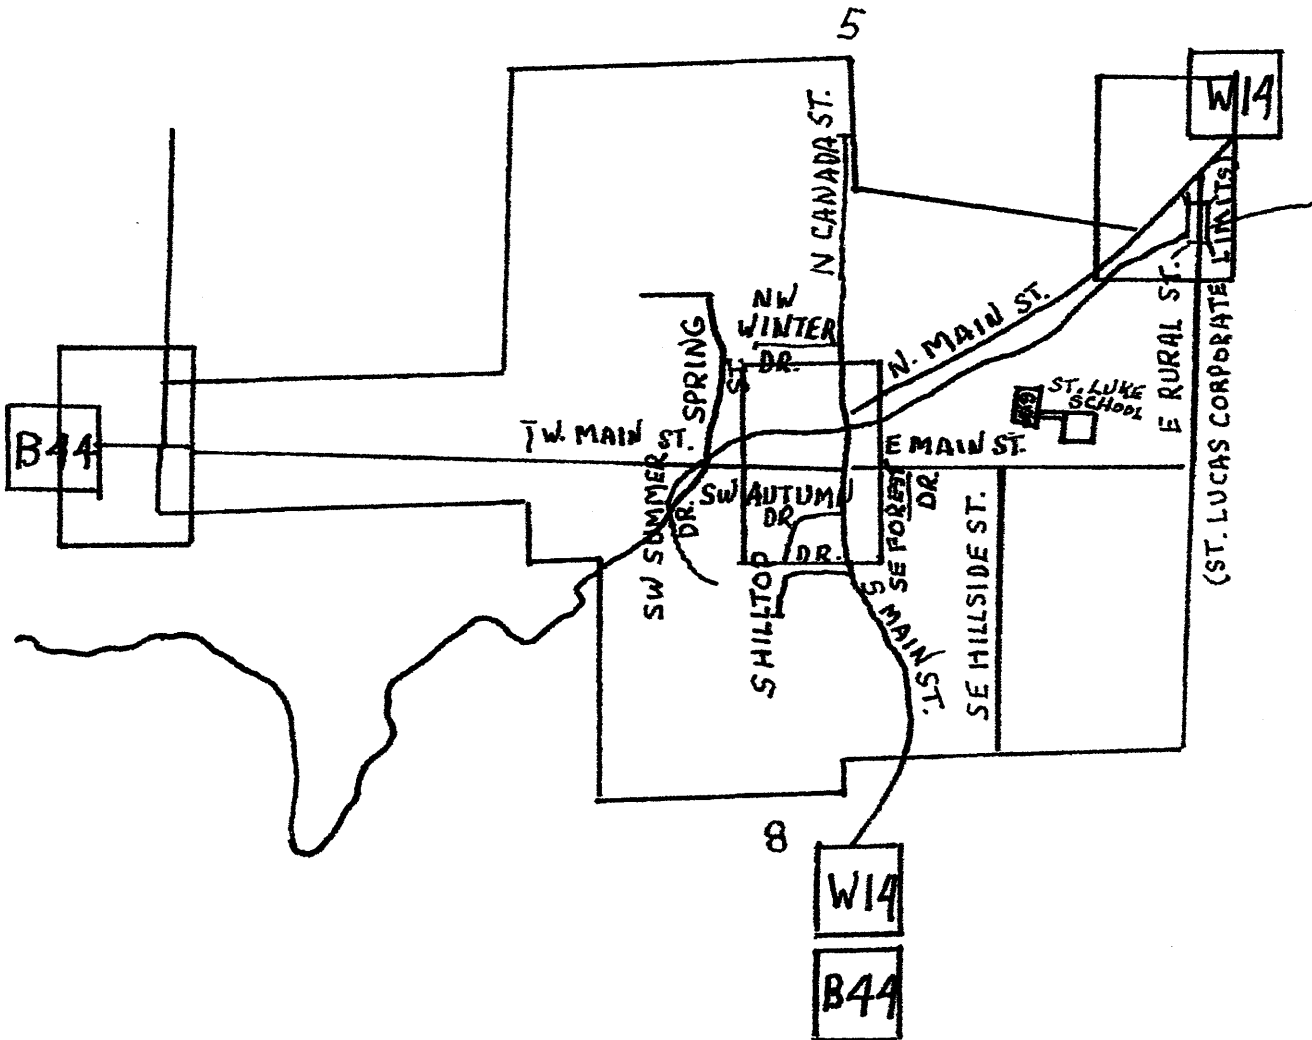 5
W14
N CANADA ST.
(ST. LUCAS CORPORATE LIMITS)
E RURAL ST.
NW
WINTER
DR.
N. MAIN ST.
SPRING
ST.
ST. LUKE
SCHOOL
B44
W. MAIN ST.
E MAIN ST.
SW SUMMER
DR.
SW AUTUMN
DR.
SE FOREST
DR.
SE HILLSIDE ST.
S HILLTOP
DR.
S MAIN ST.
8
W14
B44